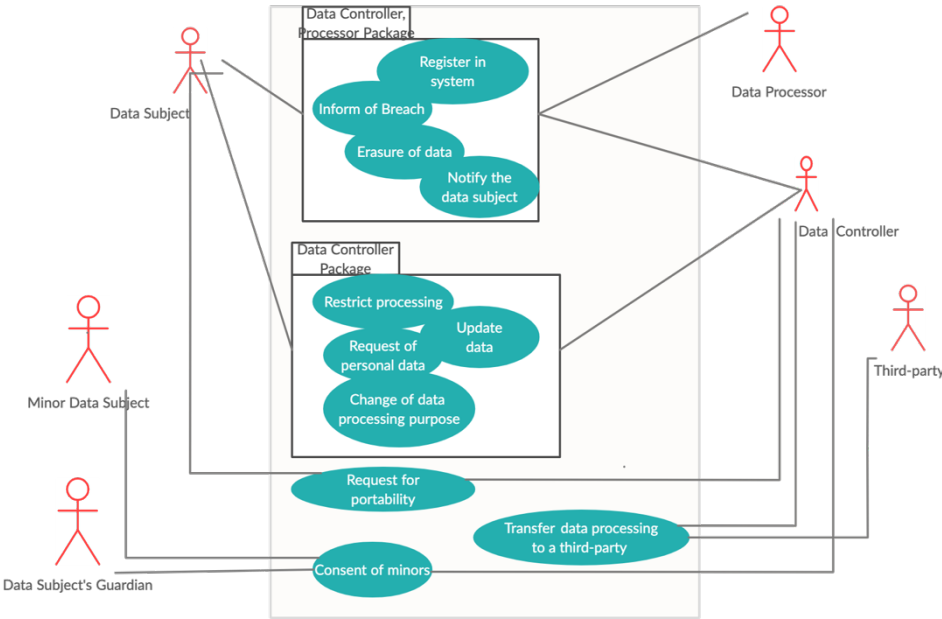 Data Controller,
Processor Package
Register in
system
Inform of Breach
Erasure of data
Notify the
data subject
Data Subject
Data Processor
Data Controller
Data Controller
Package
Restrict processing
Update
data
Request of
personal data
Change of data
processing purpose
Third-party
Minor Data Subject
Request for
portability
Transfer data processing
to a third-party
Consent of minors
Data Subject's Guardian